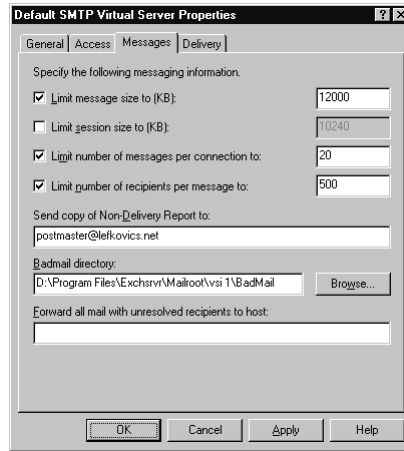 Default SMTP Virtual Server Properties
General Access Messages Delivery
Specify the following messaging information.
Limit message size to (KB): 12000
Limit session size to (KB): 10240
Limit number of messages per connection to: 20
Limit number of recipients per message to: 500
Send copy of Non-Delivery Report to:
postmaster@lefkovics.net
Badmail directory:
D:\Program Files\Exchsrvr\Mailroot\vsi 1\BadMail Browse...
Forward all mail with unresolved recipients to host:
OK Cancel Apply Help